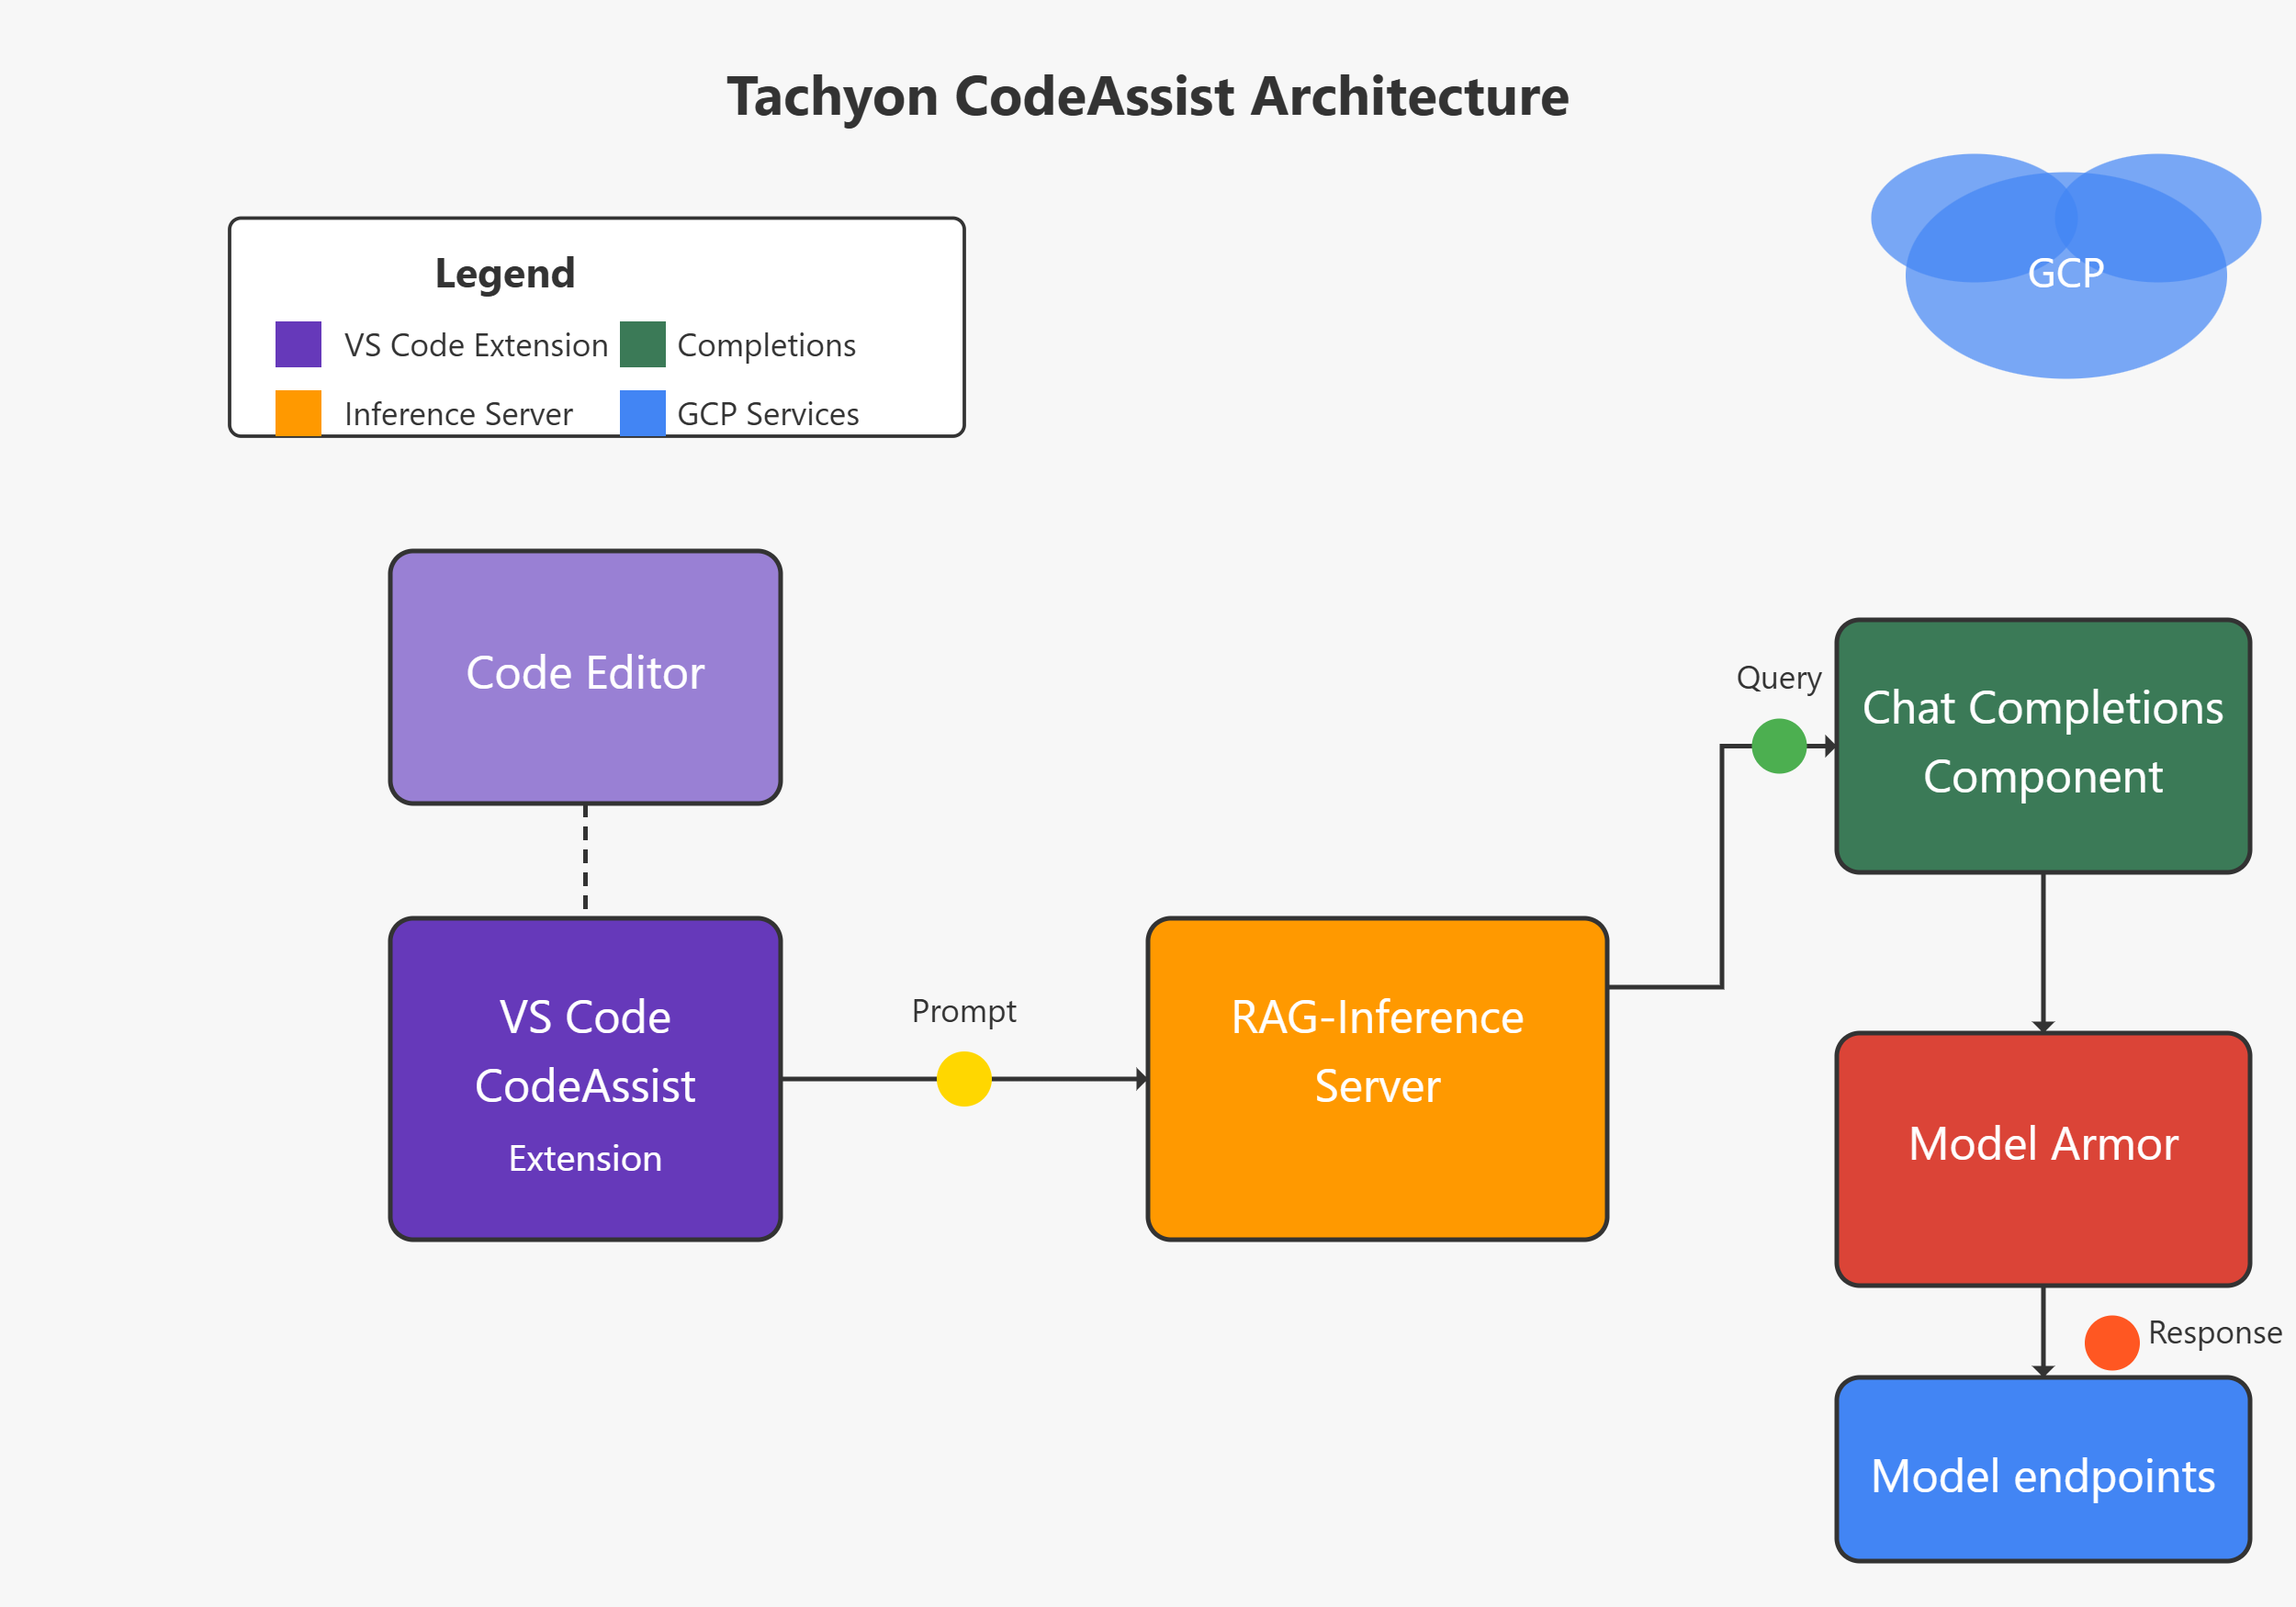 Tachyon CodeAssist Architecture
GCP
Legend
VS Code Extension
Completions
Inference Server
GCP Services
Code Editor
Query
Chat Completions
Component
VS Code
CodeAssist
Extension
Prompt
RAG-Inference
Server
Model Armor
Response
Model endpoints